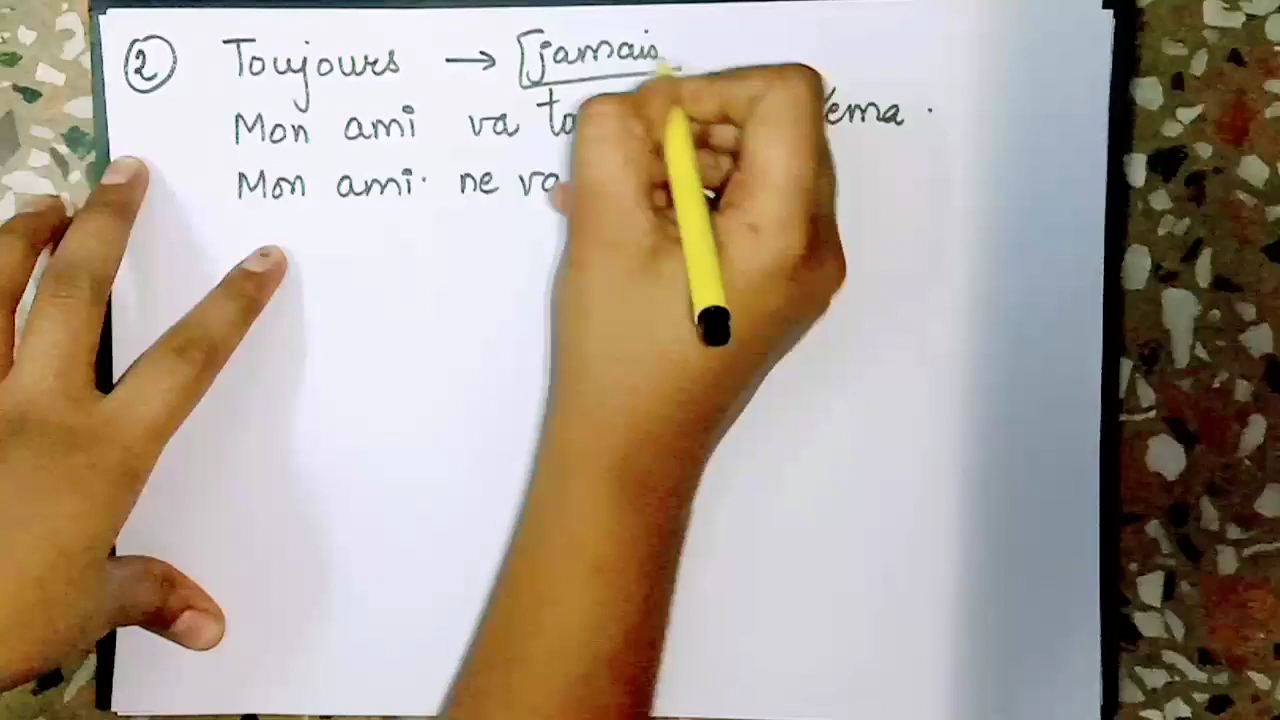 ② Toujours → [jamais
Mon ami va
Mon ami ne va